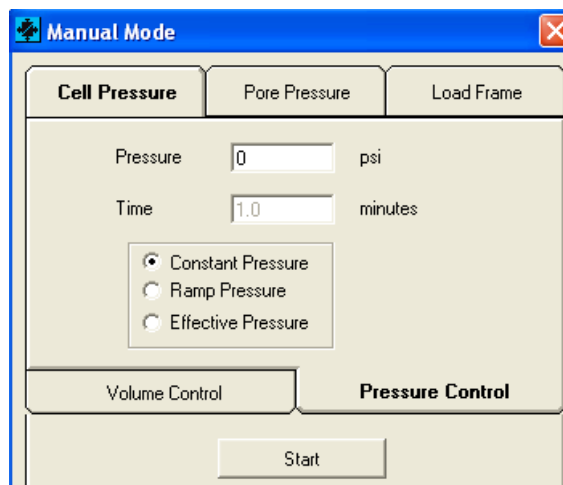 Manual Mode
Cell Pressure Pore Pressure Load Frame
Pressure 0 psi
Time 1.0 minutes
Constant Pressure
Ramp Pressure
Effective Pressure
Volume Control Pressure Control
Start